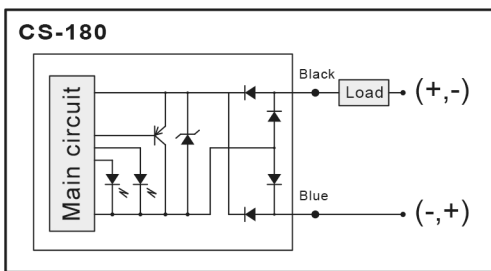 CS-180
Main circuit
Black
Load
(+,-)
Blue
(-,+)